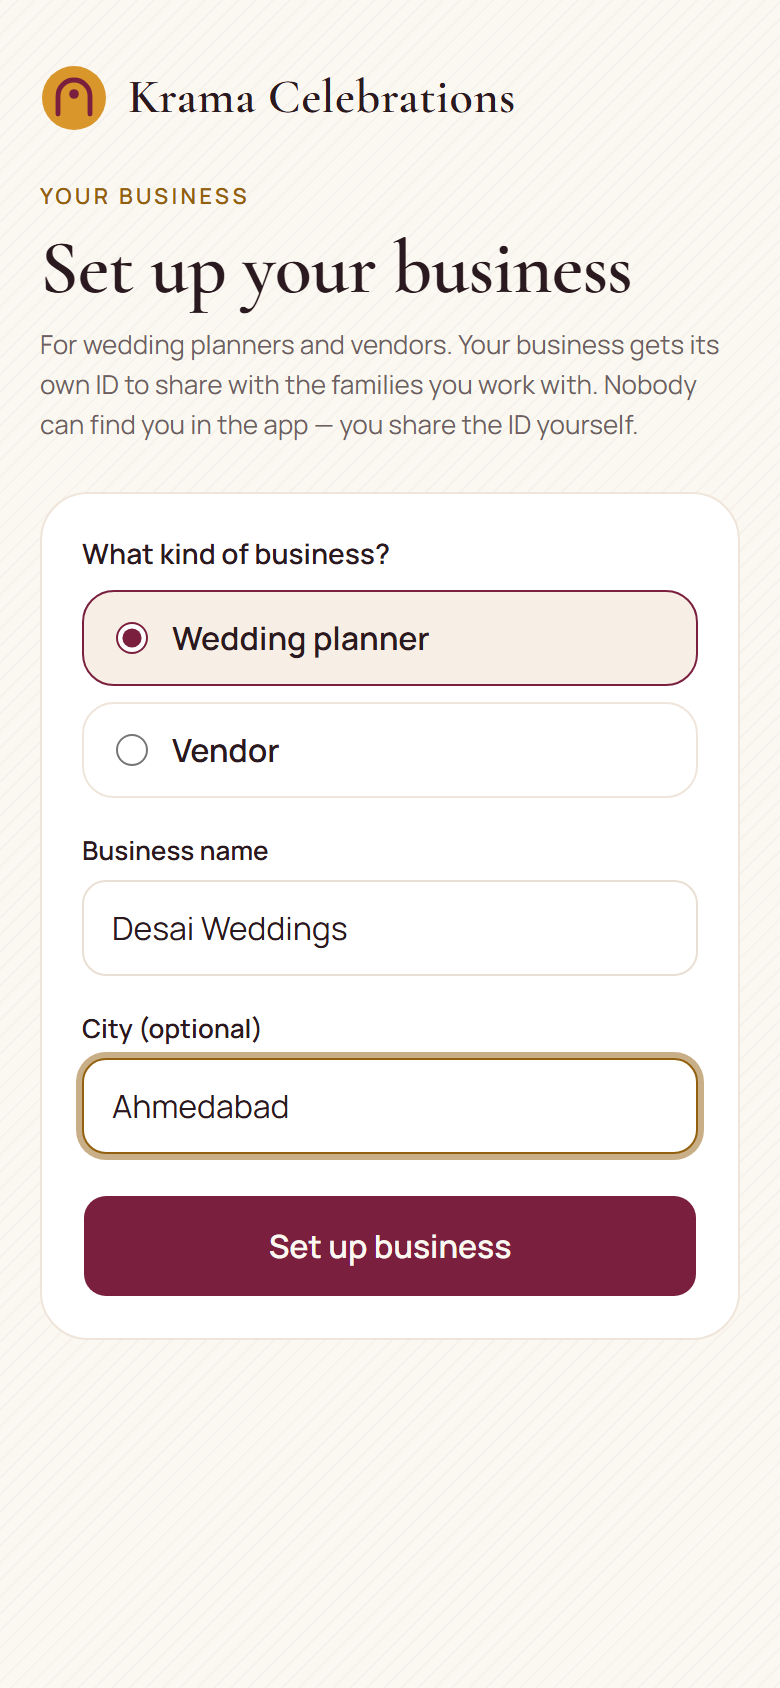 Krama Celebrations
YOUR BUSINESS
Set up your business
For wedding planners and vendors. Your business gets its
own ID to share with the families you work with. Nobody
can find you in the app — you share the ID yourself.
What kind of business?
Wedding planner
Vendor
Business name
Desai Weddings
City (optional)
Ahmedabad
Set up business